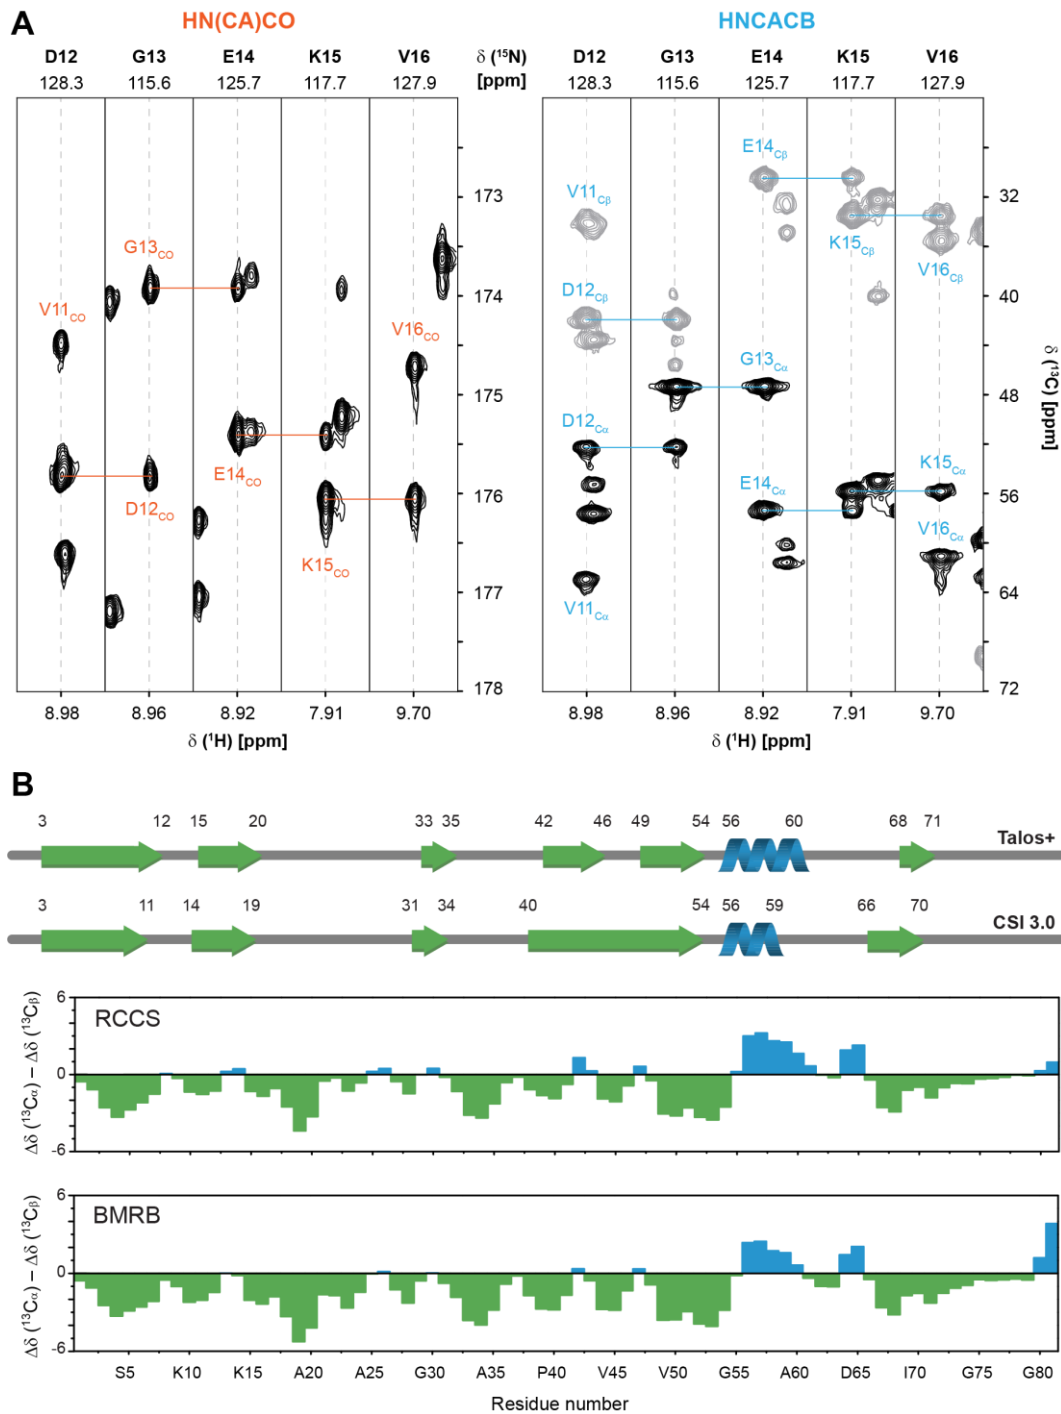 A
HN(CA)CO
HNCACB
D12 G13 E14 K15 V16 δ (¹⁵N) D12 G13 E14 K15 V16
128.3 115.6 125.7 117.7 127.9 [ppm] 128.3 115.6 125.7 117.7 127.9
173
174
175
176
177
178
G13CO
V11CO
V16CO
E14CO
D12CO
K15CO
8.98 8.96 8.92 7.91 9.70
δ (¹H) [ppm]
E14Cβ
V11Cβ
K15Cβ
V16Cβ
D12Cβ
G13Cα
D12Cα
K15Cα
E14Cα
V16Cα
V11Cα
32
40
48
56
64
72
δ (¹³C) [ppm]
8.98 8.96 8.92 7.91 9.70
δ (¹H) [ppm]
B
3 12 15 20 33 35 42 46 49 54 56 60 68 71
Talos+
3 11 14 19 31 34 40 54 56 59 66 70
CSI 3.0
6
0
-6
Δδ (¹³Cα) – Δδ (¹³Cβ)
RCCS
6
0
-6
Δδ (¹³Cα) – Δδ (¹³Cβ)
BMRB
S5 K10 K15 A20 A25 G30 A35 P40 V45 V50 G55 A60 D65 I70 G75 G80
Residue number